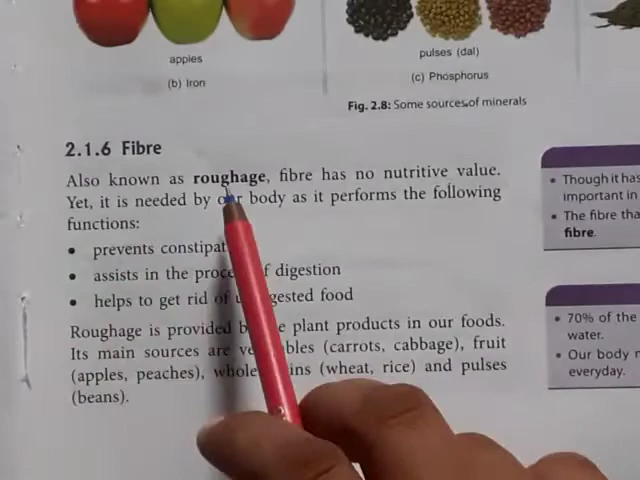 apples
pulses (dal)
(b) Iron
(c) Phosphorus
Fig. 2.8: Some sources of minerals
2.1.6 Fibre
Also known as roughage, fibre has no nutritive value.
Yet, it is needed by our body as it performs the following
functions:
• prevents constipat
• assists in the proce f digestion
• helps to get rid of u gested food
Roughage is provided b e plant products in our foods.
Its main sources are ve bles (carrots, cabbage), fruit
(apples, peaches), whole ins (wheat, rice) and pulses
(beans).
• Though it has
important in
• The fibre tha
fibre.
• 70% of the
water.
• Our body
everyday.